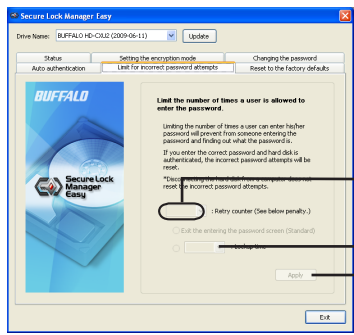 Secure Lock Manager Easy
Drive Name: BUFFALO HD-CXU2 (2009-06-11) Update
Status Setting the encryption mode Changing the password
Auto authentication Limit for incorrect password attempts Reset to the factory defaults
BUFFALO
Limit the number of times a user is allowed to
enter the password.
Limiting the number of times a user can enter his/her
password will prevent from someone entering the
password and finding out what the password is.
If you enter the correct password and hard disk is
authenticated, the incorrect password attempts will be
reset.
*Disconnecting the hard disk from a computer does not
reset the incorrect password attempts.
Secure Lock
Manager
Easy
: Retry counter (See below penalty.)
Exit the entering the password screen (Standard)
: Lockup time
Apply
Exit